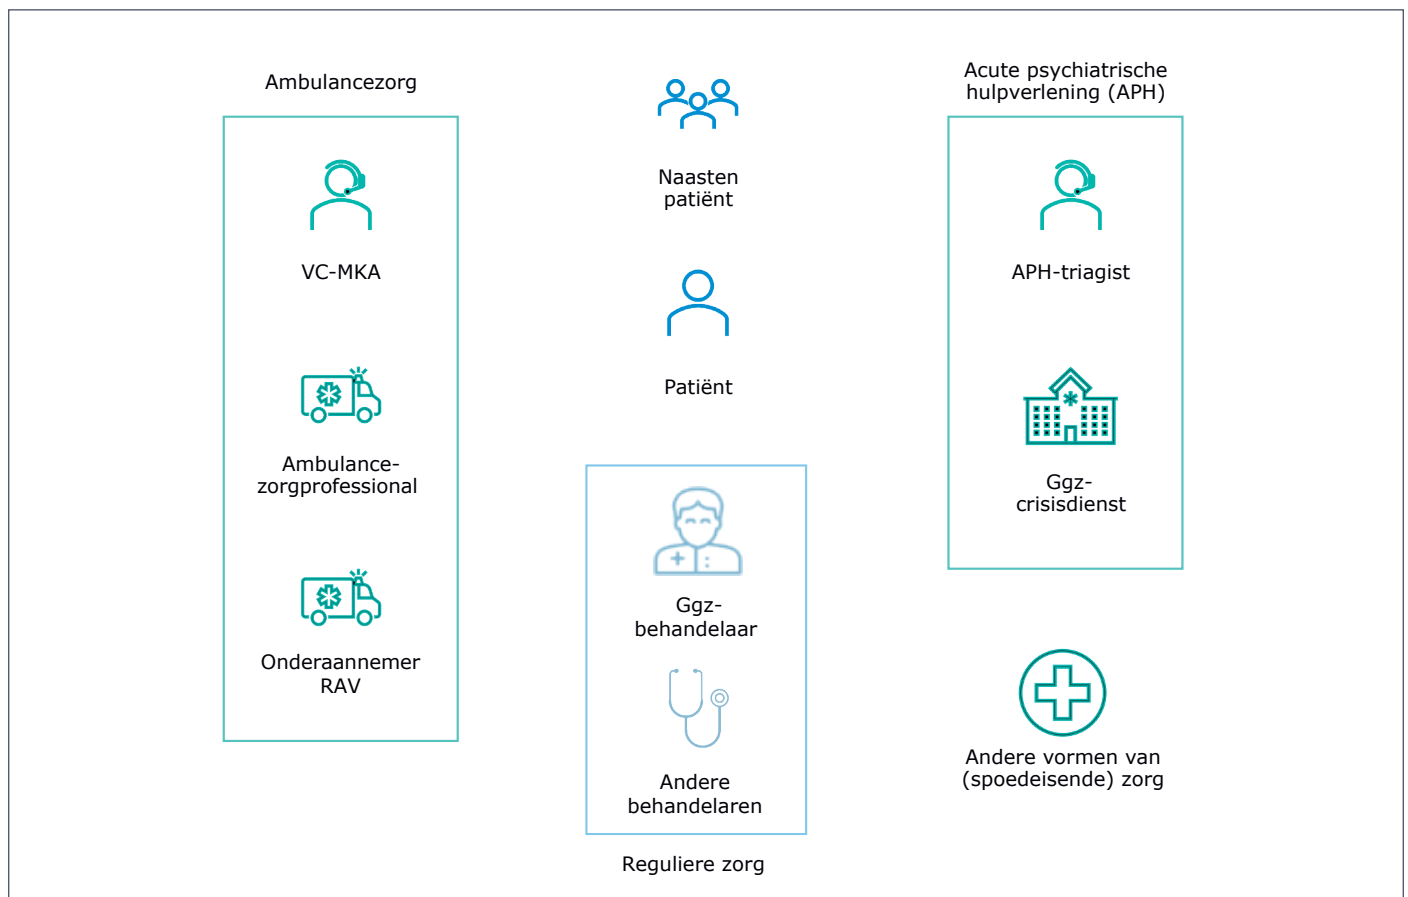 Ambulancezorg
VC-MKA
Ambulance-
zorgprofessional
Onderaannemer
RAV
Naasten
patiënt
Patiënt
Ggz-
behandelaar
Andere
behandelaren
Reguliere zorg
Acute psychiatrische
hulpverlening (APH)
APH-triagist
Ggz-
crisisdienst
Andere vormen van
(spoedeisende) zorg